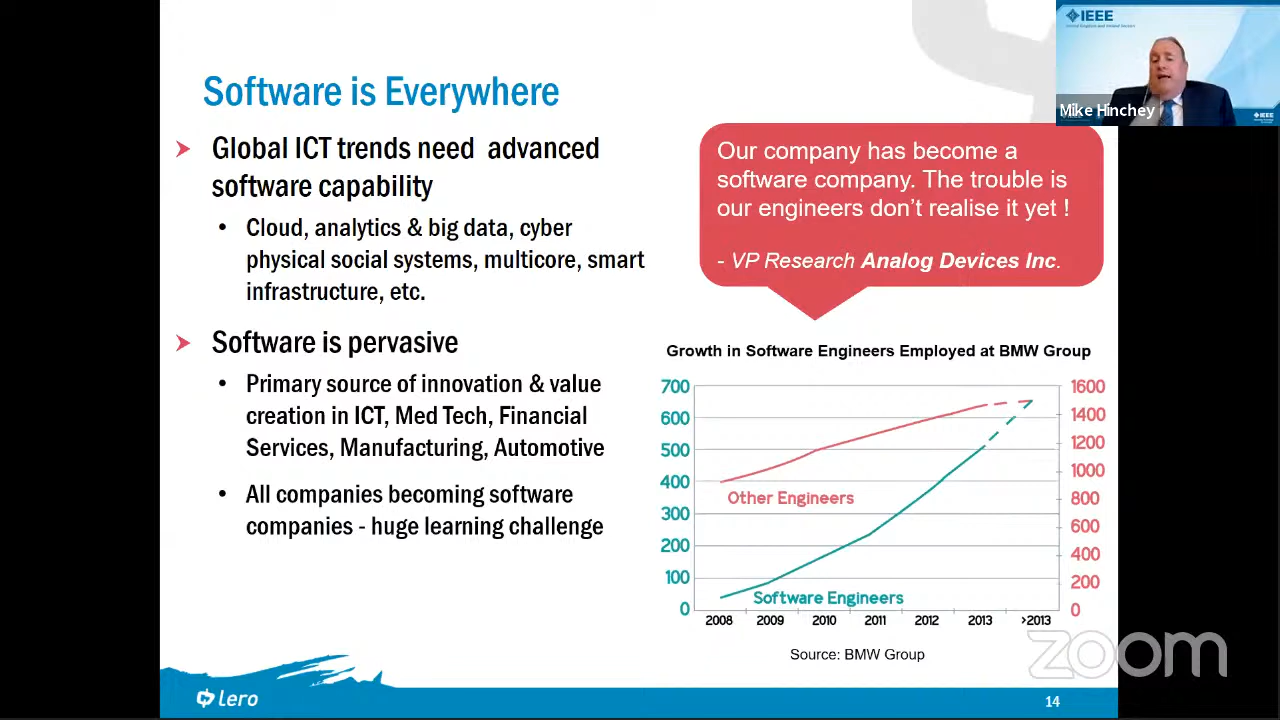 Software is Everywhere
Global ICT trends need advanced
software capability
• Cloud, analytics & big data, cyber
physical social systems, multicore, smart
infrastructure, etc.
Software is pervasive
• Primary source of innovation & value
creation in ICT, Med Tech, Financial
Services, Manufacturing, Automotive
• All companies becoming software
companies - huge learning challenge
IEEE
Mike Hinchey
IEEE
Our company has become a
software company. The trouble is
our engineers don't realise it yet !
- VP Research Analog Devices Inc.
Growth in Software Engineers Employed at BMW Group
700
600
500
400
300
200
100
0
1600
1400
1200
1000
800
600
400
200
0
Other Engineers
Software Engineers
2008 2009 2010 2011 2012 2013 >2013
Source: BMW Group
zoom
Lero
14